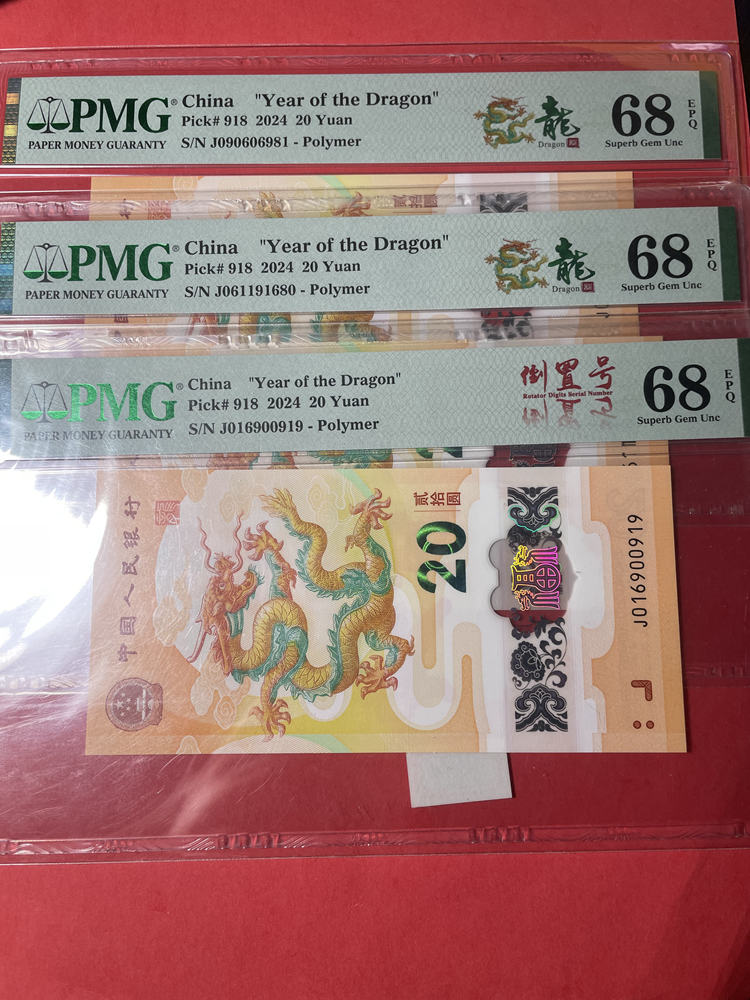 PMG® China "Year of the Dragon"
Pick# 918 2024 20 Yuan
PAPER MONEY GUARANTY S/N J090606981 - Polymer
龍
Dragon
68 EPQ
Superb Gem Unc
贰拾圆
PMG® China "Year of the Dragon"
Pick# 918 2024 20 Yuan
PAPER MONEY GUARANTY S/N J061191680 - Polymer
龍
Dragon
68 EPQ
Superb Gem Unc
PMG® China "Year of the Dragon"
Pick# 918 2024 20 Yuan
PAPER MONEY GUARANTY S/N J016900919 - Polymer
倒置号
Rotator Digits Serial Number
68 EPQ
Superb Gem Unc
中国人民银行
贰拾圆
20
福
J016900919